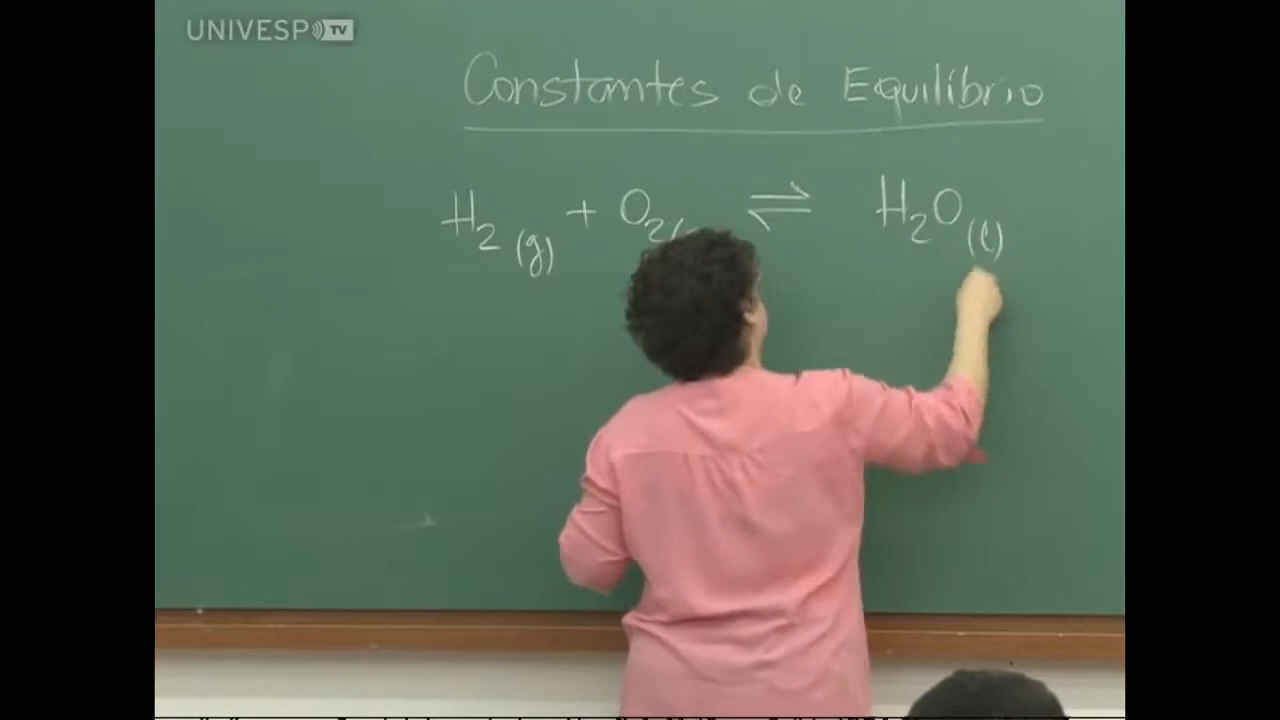 UNIVESP TV
Constantes de Equilíbrio
H₂ (g) + O₂( ⇌ H₂O (l)